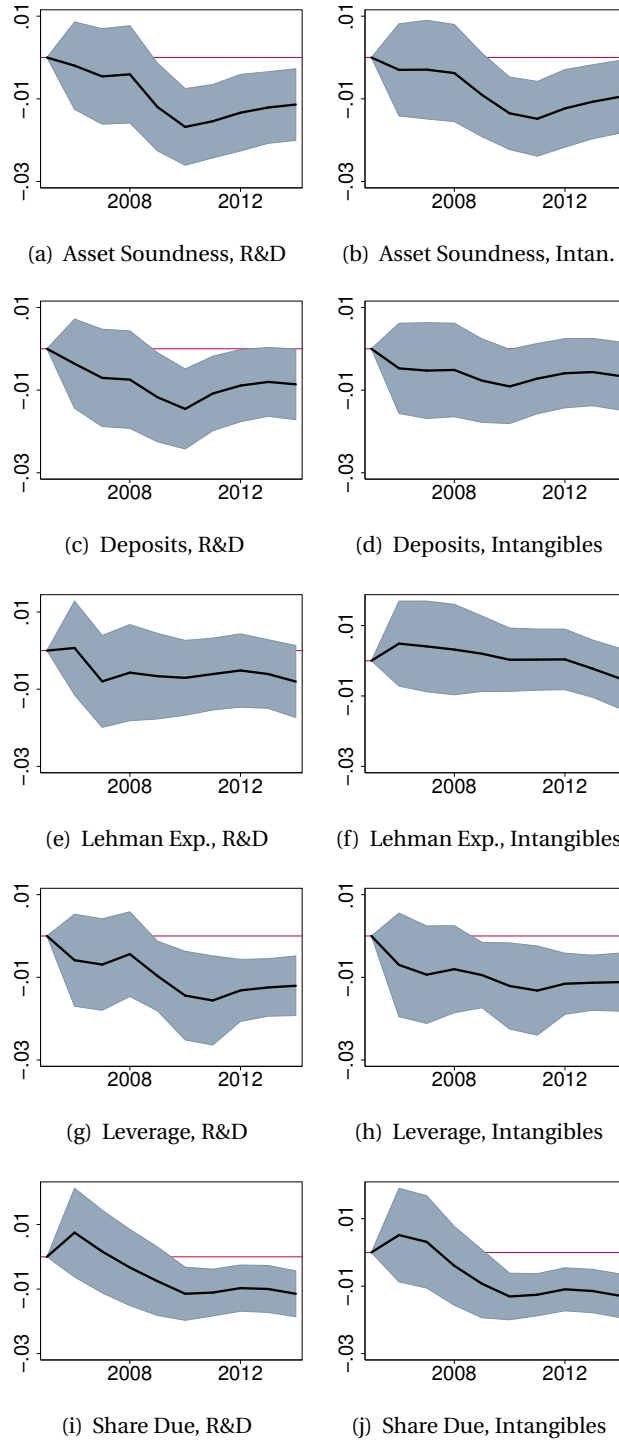 .01 .01
-.01 -.01
-.03 -.03
2008 2012 2008 2012
(a) Asset Soundness, R&D (b) Asset Soundness, Intan.
.01 .01
-.01 -.01
-.03 -.03
2008 2012 2008 2012
(c) Deposits, R&D (d) Deposits, Intangibles
.01 .01
-.01 -.01
-.03 -.03
2008 2012 2008 2012
(e) Lehman Exp., R&D (f) Lehman Exp., Intangibles
.01 .01
-.01 -.01
-.03 -.03
2008 2012 2008 2012
(g) Leverage, R&D (h) Leverage, Intangibles
.01 .01
-.01 -.01
-.03 -.03
2008 2012 2008 2012
(i) Share Due, R&D (j) Share Due, Intangibles